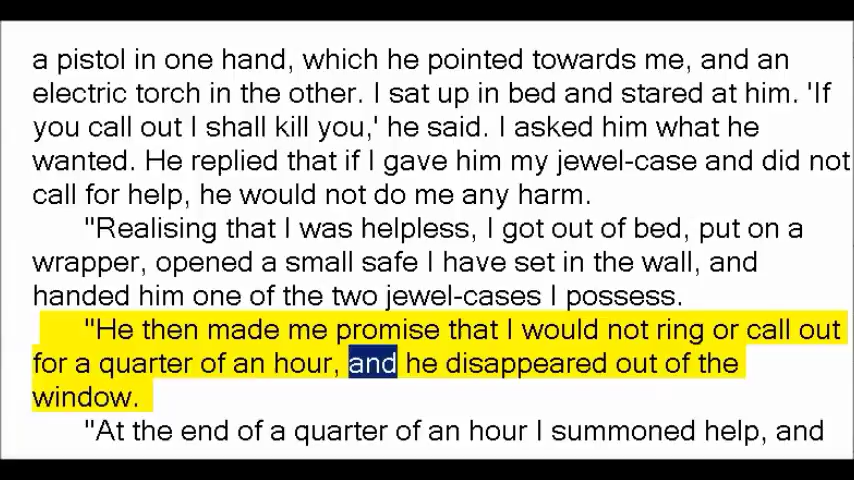 a pistol in one hand, which he pointed towards me, and an
electric torch in the other. I sat up in bed and stared at him. 'If
you call out I shall kill you,' he said. I asked him what he
wanted. He replied that if I gave him my jewel-case and did not
call for help, he would not do me any harm.
"Realising that I was helpless, I got out of bed, put on a
wrapper, opened a small safe I have set in the wall, and
handed him one of the two jewel-cases I possess.
"He then made me promise that I would not ring or call out
for a quarter of an hour, and he disappeared out of the
window.
"At the end of a quarter of an hour I summoned help, and